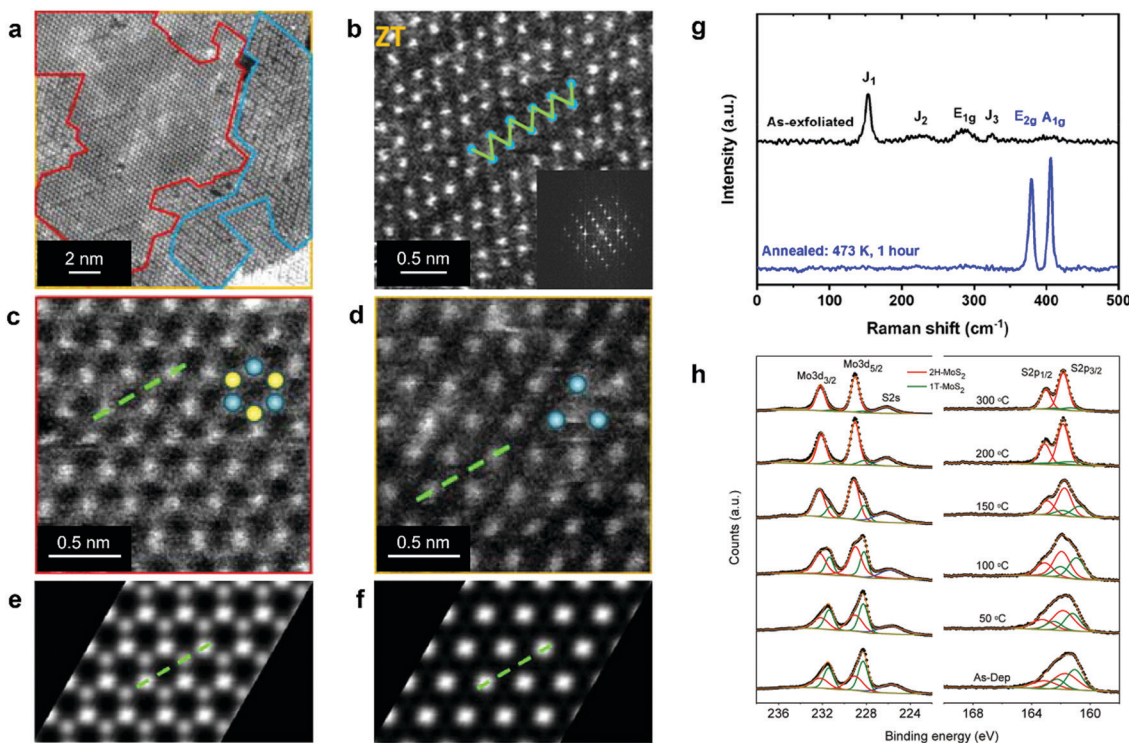 a
2 nm
b
ZT
0.5 nm
c
0.5 nm
d
0.5 nm
e
f
g
Intensity (a.u.)
J₁
As-exfoliated
J₂
E₁g
J₃
E₂g A₁g
Annealed: 473 K, 1 hour
0 100 200 300 400 500
Raman shift (cm⁻¹)
h
Counts (a.u.)
Mo3d₃/₂
Mo3d₅/₂
S2s
2H-MoS₂
1T-MoS₂
S2p₁/₂
S2p₃/₂
300 °C
200 °C
150 °C
100 °C
50 °C
As-Dep
236 232 228 224 168 164 160
Binding energy (eV)